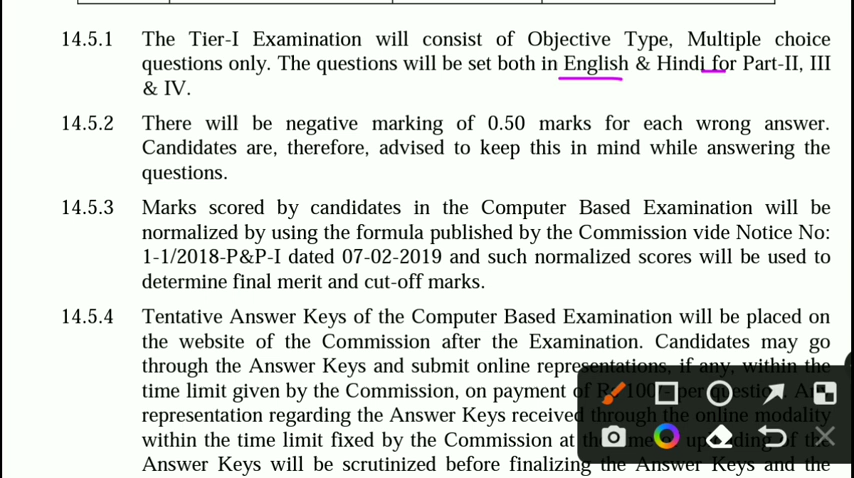 14.5.1 The Tier-I Examination will consist of Objective Type, Multiple choice
questions only. The questions will be set both in English & Hindi for Part-II, III
& IV.
14.5.2 There will be negative marking of 0.50 marks for each wrong answer.
Candidates are, therefore, advised to keep this in mind while answering the
questions.
14.5.3 Marks scored by candidates in the Computer Based Examination will be
normalized by using the formula published by the Commission vide Notice No:
1-1/2018-P&P-I dated 07-02-2019 and such normalized scores will be used to
determine final merit and cut-off marks.
14.5.4 Tentative Answer Keys of the Computer Based Examination will be placed on
the website of the Commission after the Examination. Candidates may go
through the Answer Keys and submit online representations, if any, within the
time limit given by the Commission, on payment of
representation regarding the Answer Keys received through the online modality
within the time limit fixed by the Commission at the of the
Answer Keys will be scrutinized before finalizing the Answer Keys and the